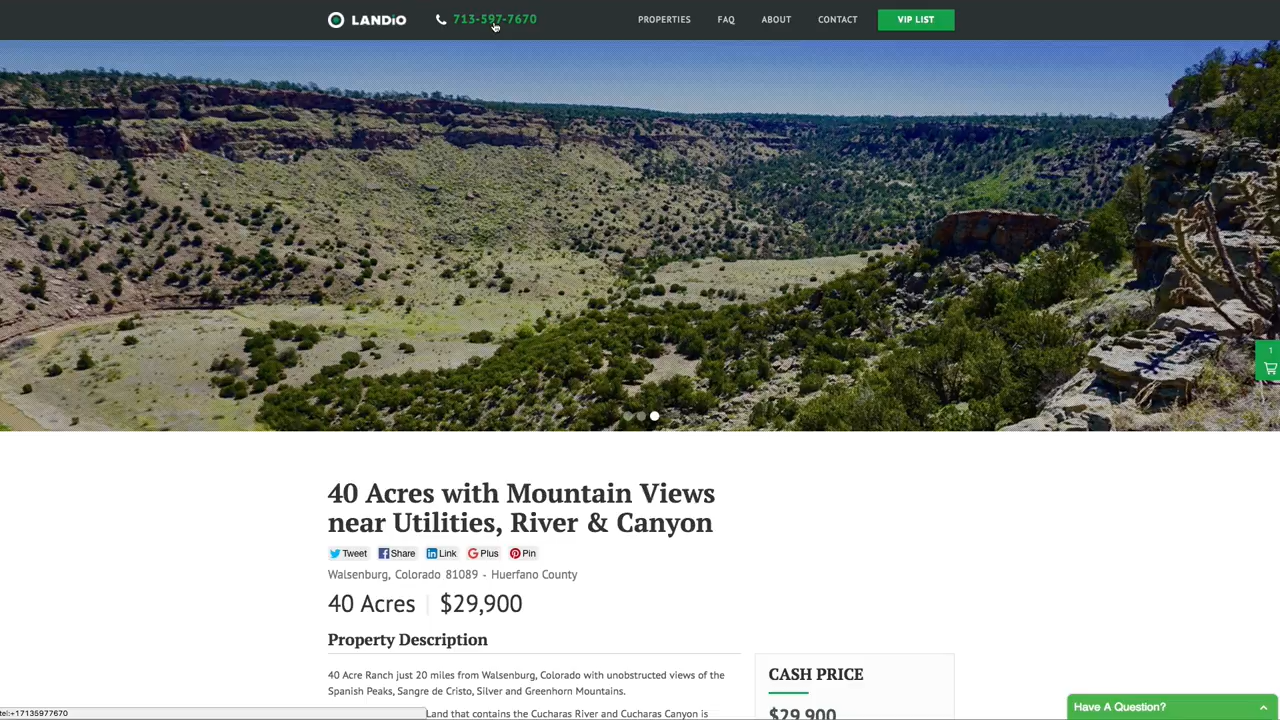 LANDiO 713-597-7670 PROPERTIES FAQ ABOUT CONTACT VIP LIST
1
40 Acres with Mountain Views
near Utilities, River & Canyon
Tweet Share Link Plus Pin
Walsenburg, Colorado 81089 - Huerfano County
40 Acres $29,900
Property Description
40 Acre Ranch just 20 miles from Walsenburg, Colorado with unobstructed views of the
Spanish Peaks, Sangre de Cristo, Silver and Greenhorn Mountains.
CASH PRICE
Land that contains the Cucharas River and Cucharas Canyon is
$29,900
Have A Question?
tel:+17135977670